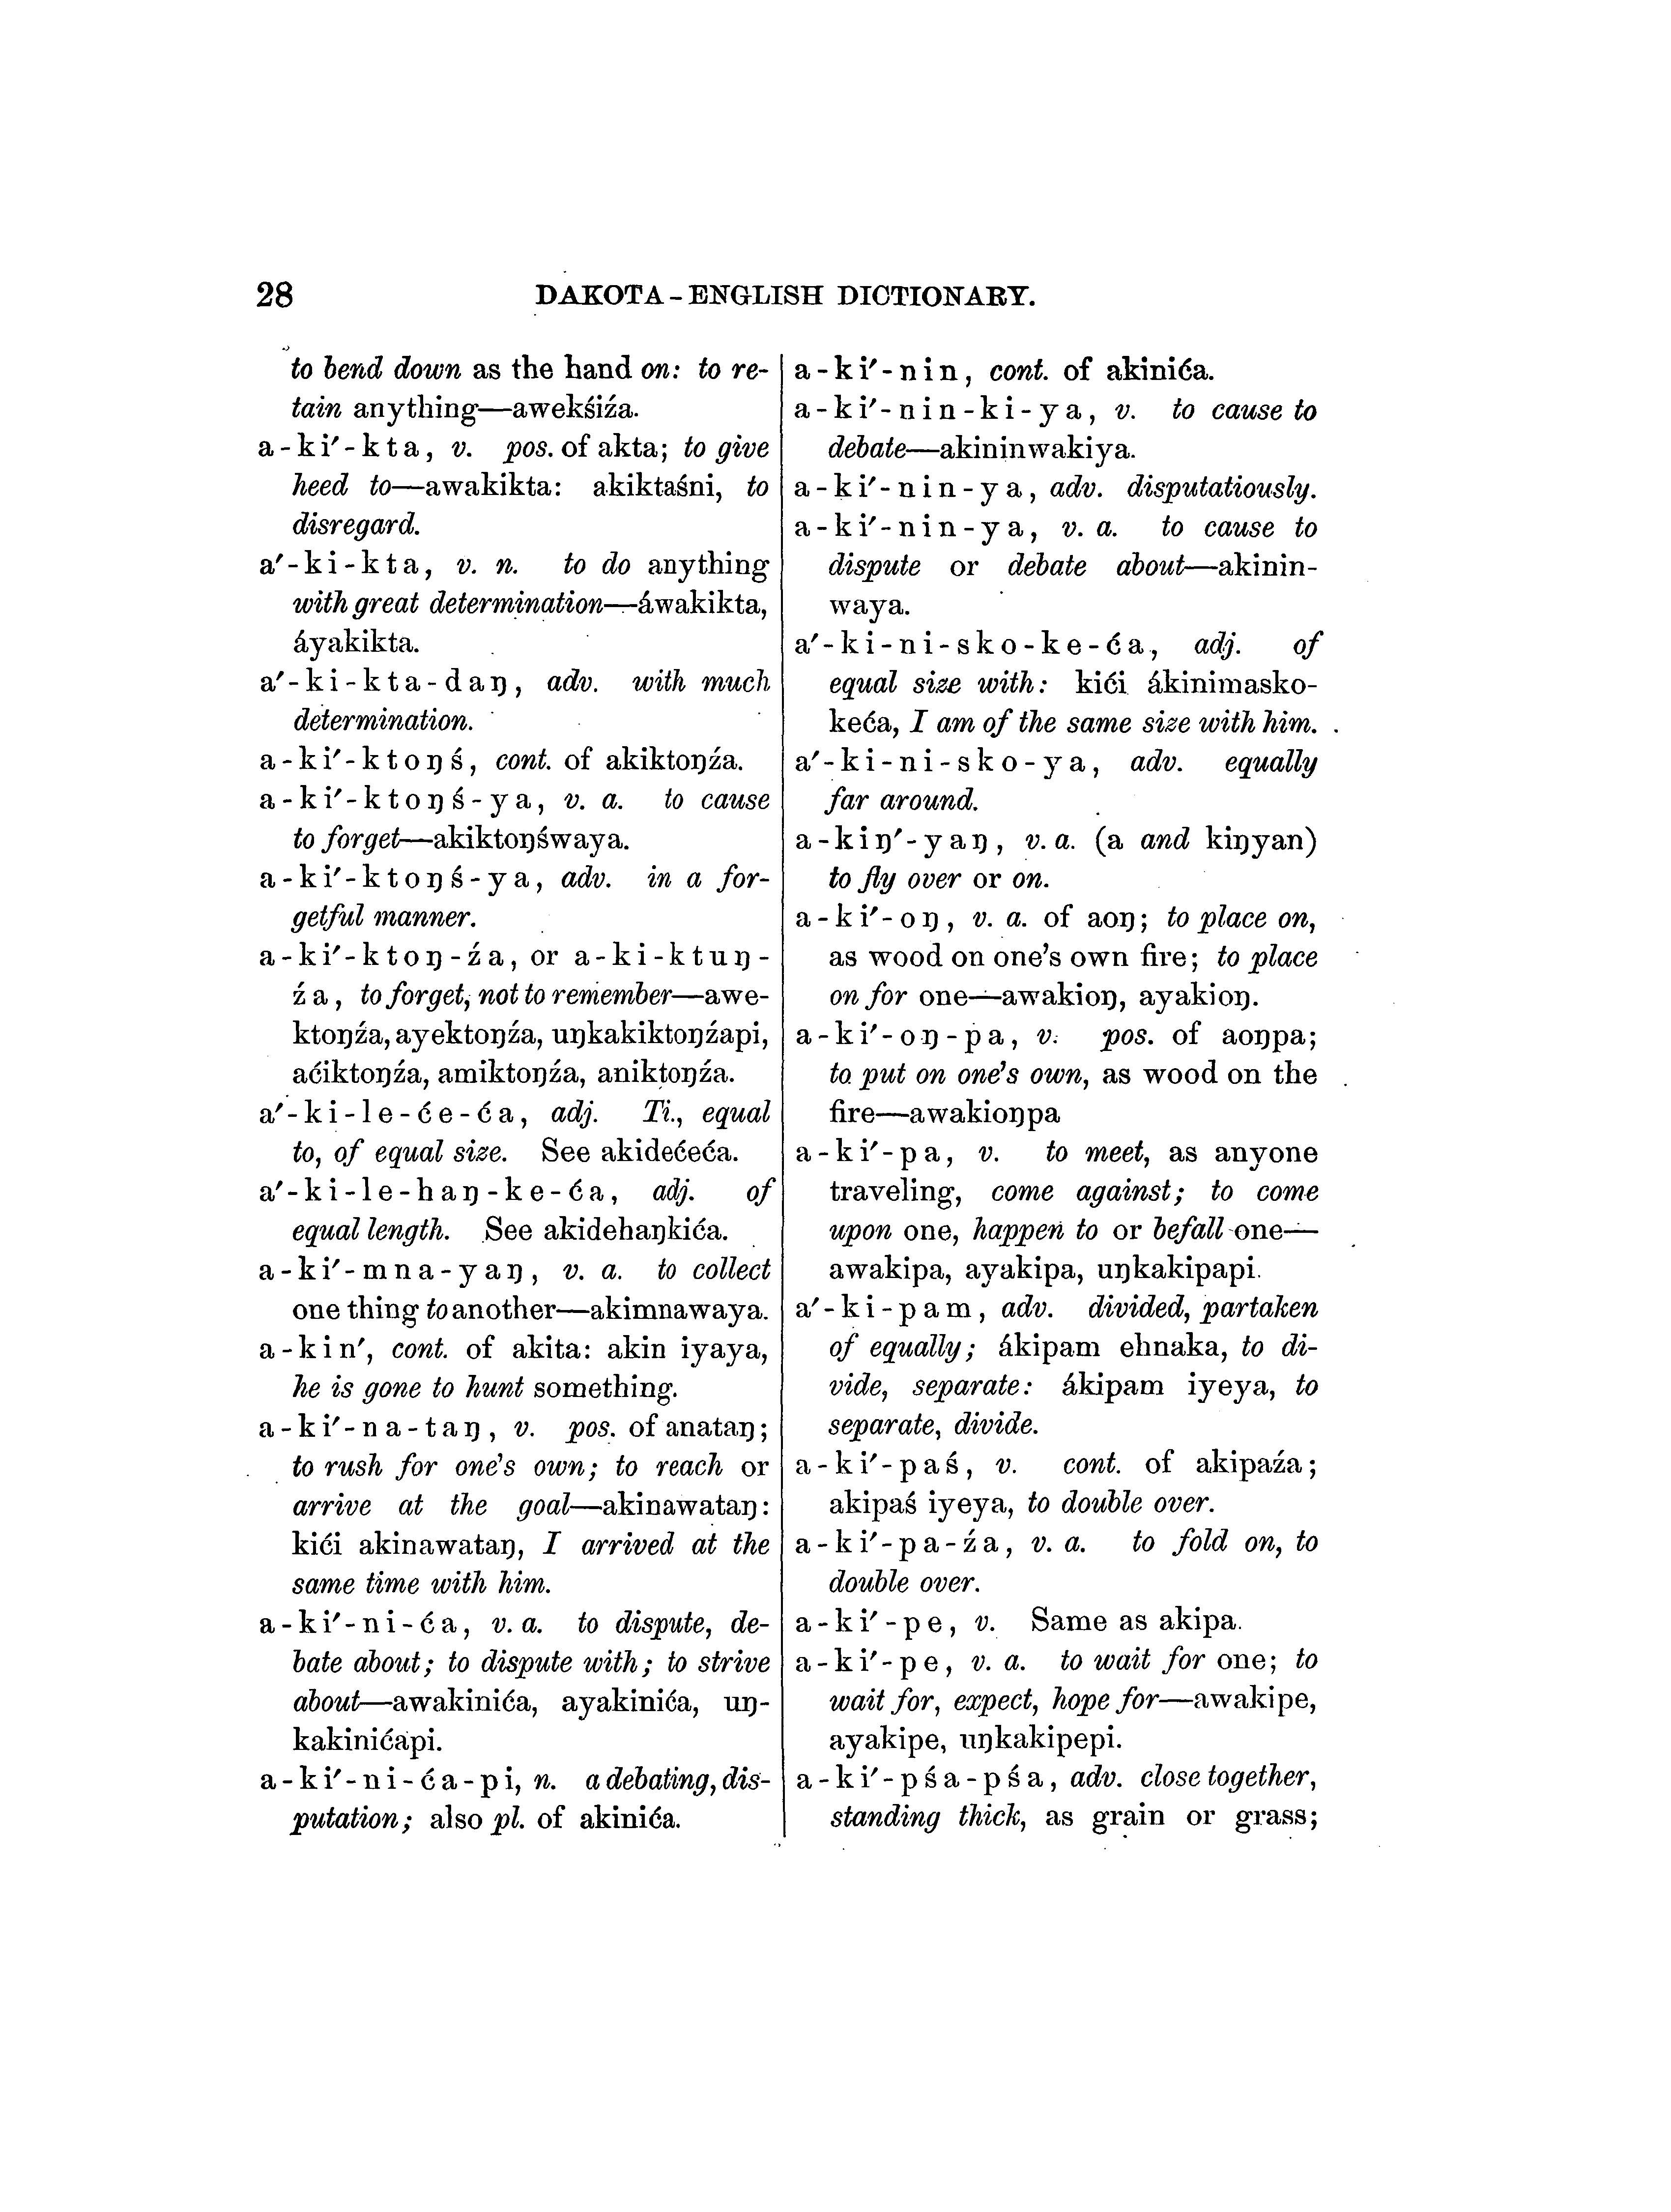 28 DAKOTA-ENGLISH DICTIONARY.
to bend down as the hand on: to re-
tain anything—awekśiźa.
a-ki′-kta, v. pos. of akta; to give
heed to—awakikta: akiktaśni, to
disregard.
a′-ki-kta, v. n. to do anything
with great determination—áwakikta,
áyakikta.
a′-ki-kta-daŋ, adv. with much
determination.
a-ki′-ktoŋś, cont. of akiktoŋźa.
a-ki′-ktoŋś-ya, v. a. to cause
to forget—akiktoŋśwaya.
a-ki′-ktoŋś-ya, adv. in a for-
getful manner.
a-ki′-ktoŋ-źa, or a-ki-ktuŋ-
źa, to forget, not to remember—awe-
ktoŋźa, ayektoŋźa, uŋkakiktoŋźapi,
aćiktoŋźa, amiktoŋźa, aniktoŋźa.
a′-ki-le-će-ća, adj. Ti., equal
to, of equal size. See akidećeća.
a′-ki-le-haŋ-ke-ća, adj. of
equal length. See akidehaŋkića.
a-ki′-mna-yaŋ, v. a. to collect
one thing to another—akimnawaya.
a-kin′, cont. of akita: akin iyaya,
he is gone to hunt something.
a-ki′-na-taŋ, v. pos. of anataŋ;
to rush for one's own; to reach or
arrive at the goal—akinawataŋ:
kići akinawataŋ, I arrived at the
same time with him.
a-ki′-ni-ća, v. a. to dispute, de-
bate about; to dispute with; to strive
about—awakinića, ayakinića, uŋ-
kakinićapi.
a-ki′-ni-ća-pi, n. a debating, dis-
putation; also pl. of akinića.
a-ki′-nin, cont. of akinića.
a-ki′-nin-ki-ya, v. to cause to
debate—akininwakiya.
a-ki′-nin-ya, adv. disputatiously.
a-ki′-nin-ya, v. a. to cause to
dispute or debate about—akinin-
waya.
a′-ki-ni-sko-ke-ća, adj. of
equal size with: kići ákinimasko-
keća, I am of the same size with him.
a′-ki-ni-sko-ya, adv. equally
far around.
a-kiŋ′-yaŋ, v. a. (a and kiŋyan)
to fly over or on.
a-ki′-oŋ, v. a. of aoŋ; to place on,
as wood on one's own fire; to place
on for one—awakioŋ, ayakioŋ.
a-ki′-oŋ-pa, v. pos. of aoŋpa;
to put on one's own, as wood on the
fire—awakioŋpa
a-ki′-pa, v. to meet, as anyone
traveling, come against; to come
upon one, happen to or befall one—
awakipa, ayakipa, uŋkakipapi.
a′-ki-pam, adv. divided, partaken
of equally; ákipam ehnaka, to di-
vide, separate: ákipam iyeya, to
separate, divide.
a-ki′-paś, v. cont. of akipaźa;
akipaś iyeya, to double over.
a-ki′-pa-źa, v. a. to fold on, to
double over.
a-ki′-pe, v. Same as akipa.
a-ki′-pe, v. a. to wait for one; to
wait for, expect, hope for—awakipe,
ayakipe, uŋkakipepi.
a-ki′-pśa-pśa, adv. close together,
standing thick, as grain or grass;